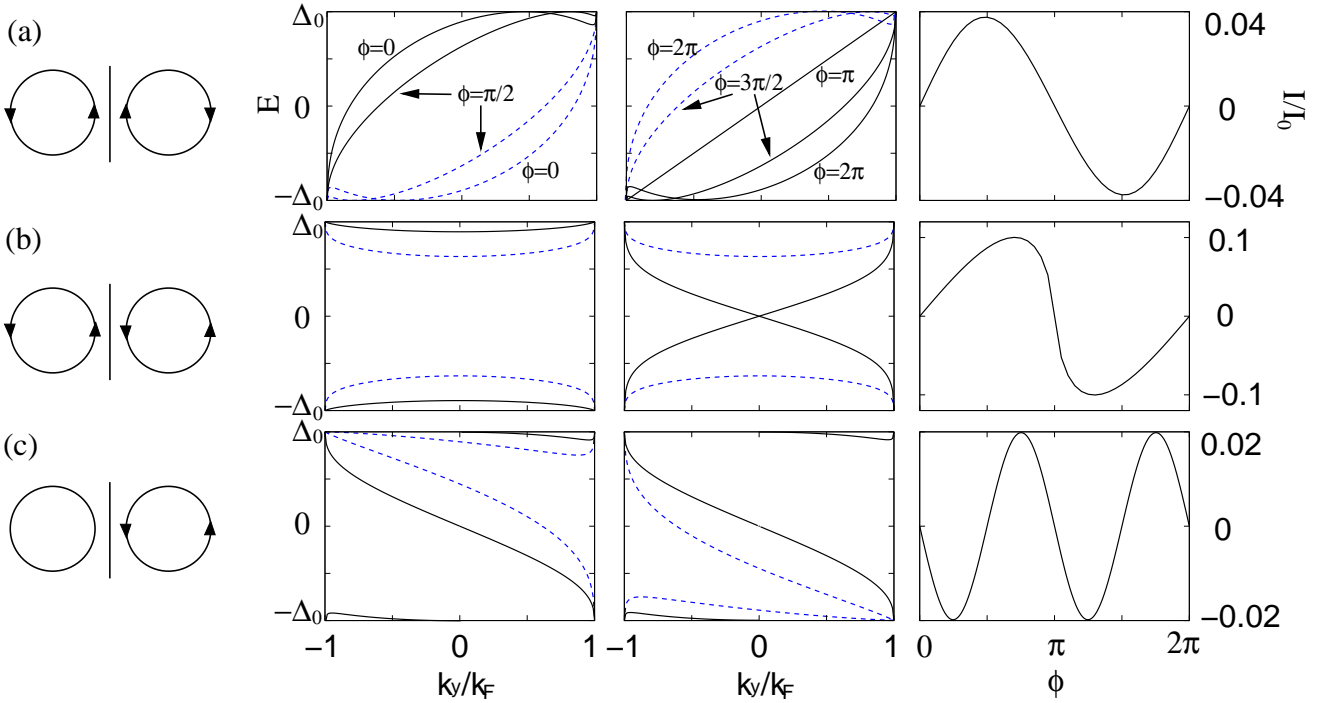 (a)
Δ₀
0
−Δ₀
E
ϕ=0
ϕ=π/2
ϕ=0
ϕ=2π
ϕ=3π/2
ϕ=π
ϕ=2π
0.04
0
−0.04
I/I₀
(b)
Δ₀
0
−Δ₀
0.1
0
−0.1
(c)
Δ₀
0
−Δ₀
0.02
0
−0.02
−1 0 1
−1 0 1
0 π 2π
ky/kF
ky/kF
ϕ